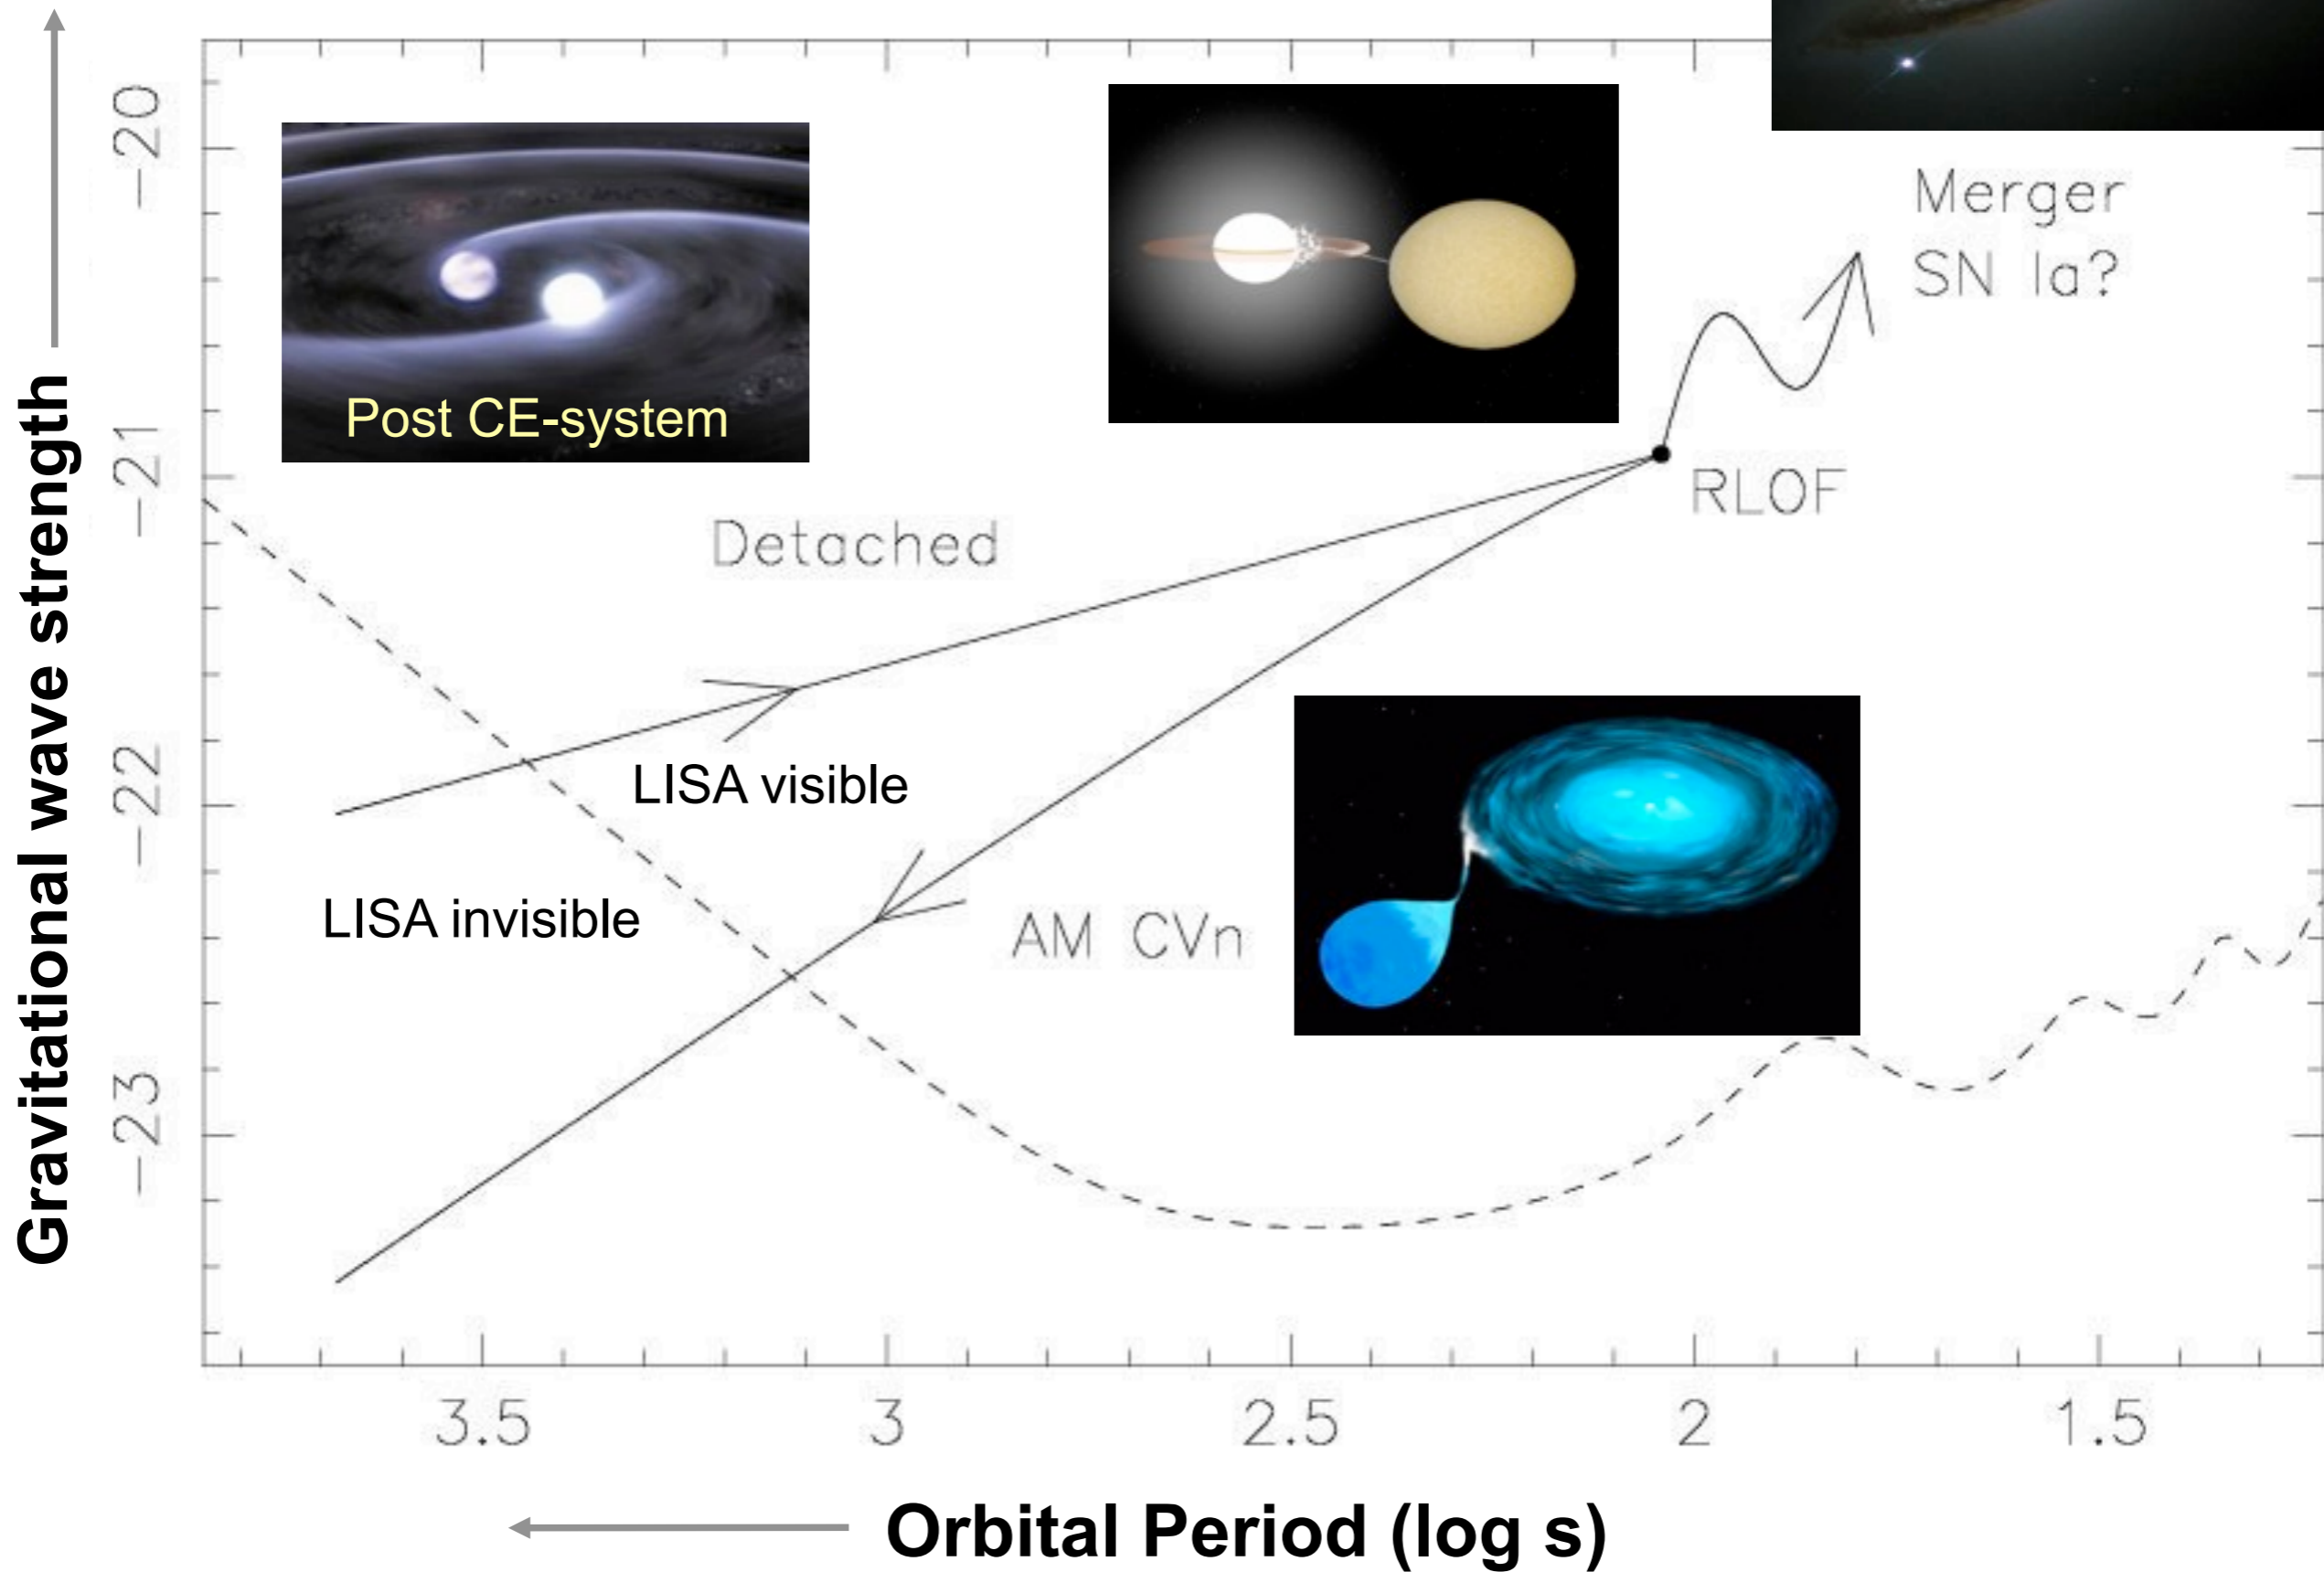 Gravitational wave strength
-20
-21
-22
-23
Post CE-system
Merger
SN Ia?
RLOF
Detached
LISA visible
LISA invisible
AM CVn
3.5
3
2.5
2
1.5
Orbital Period (log s)